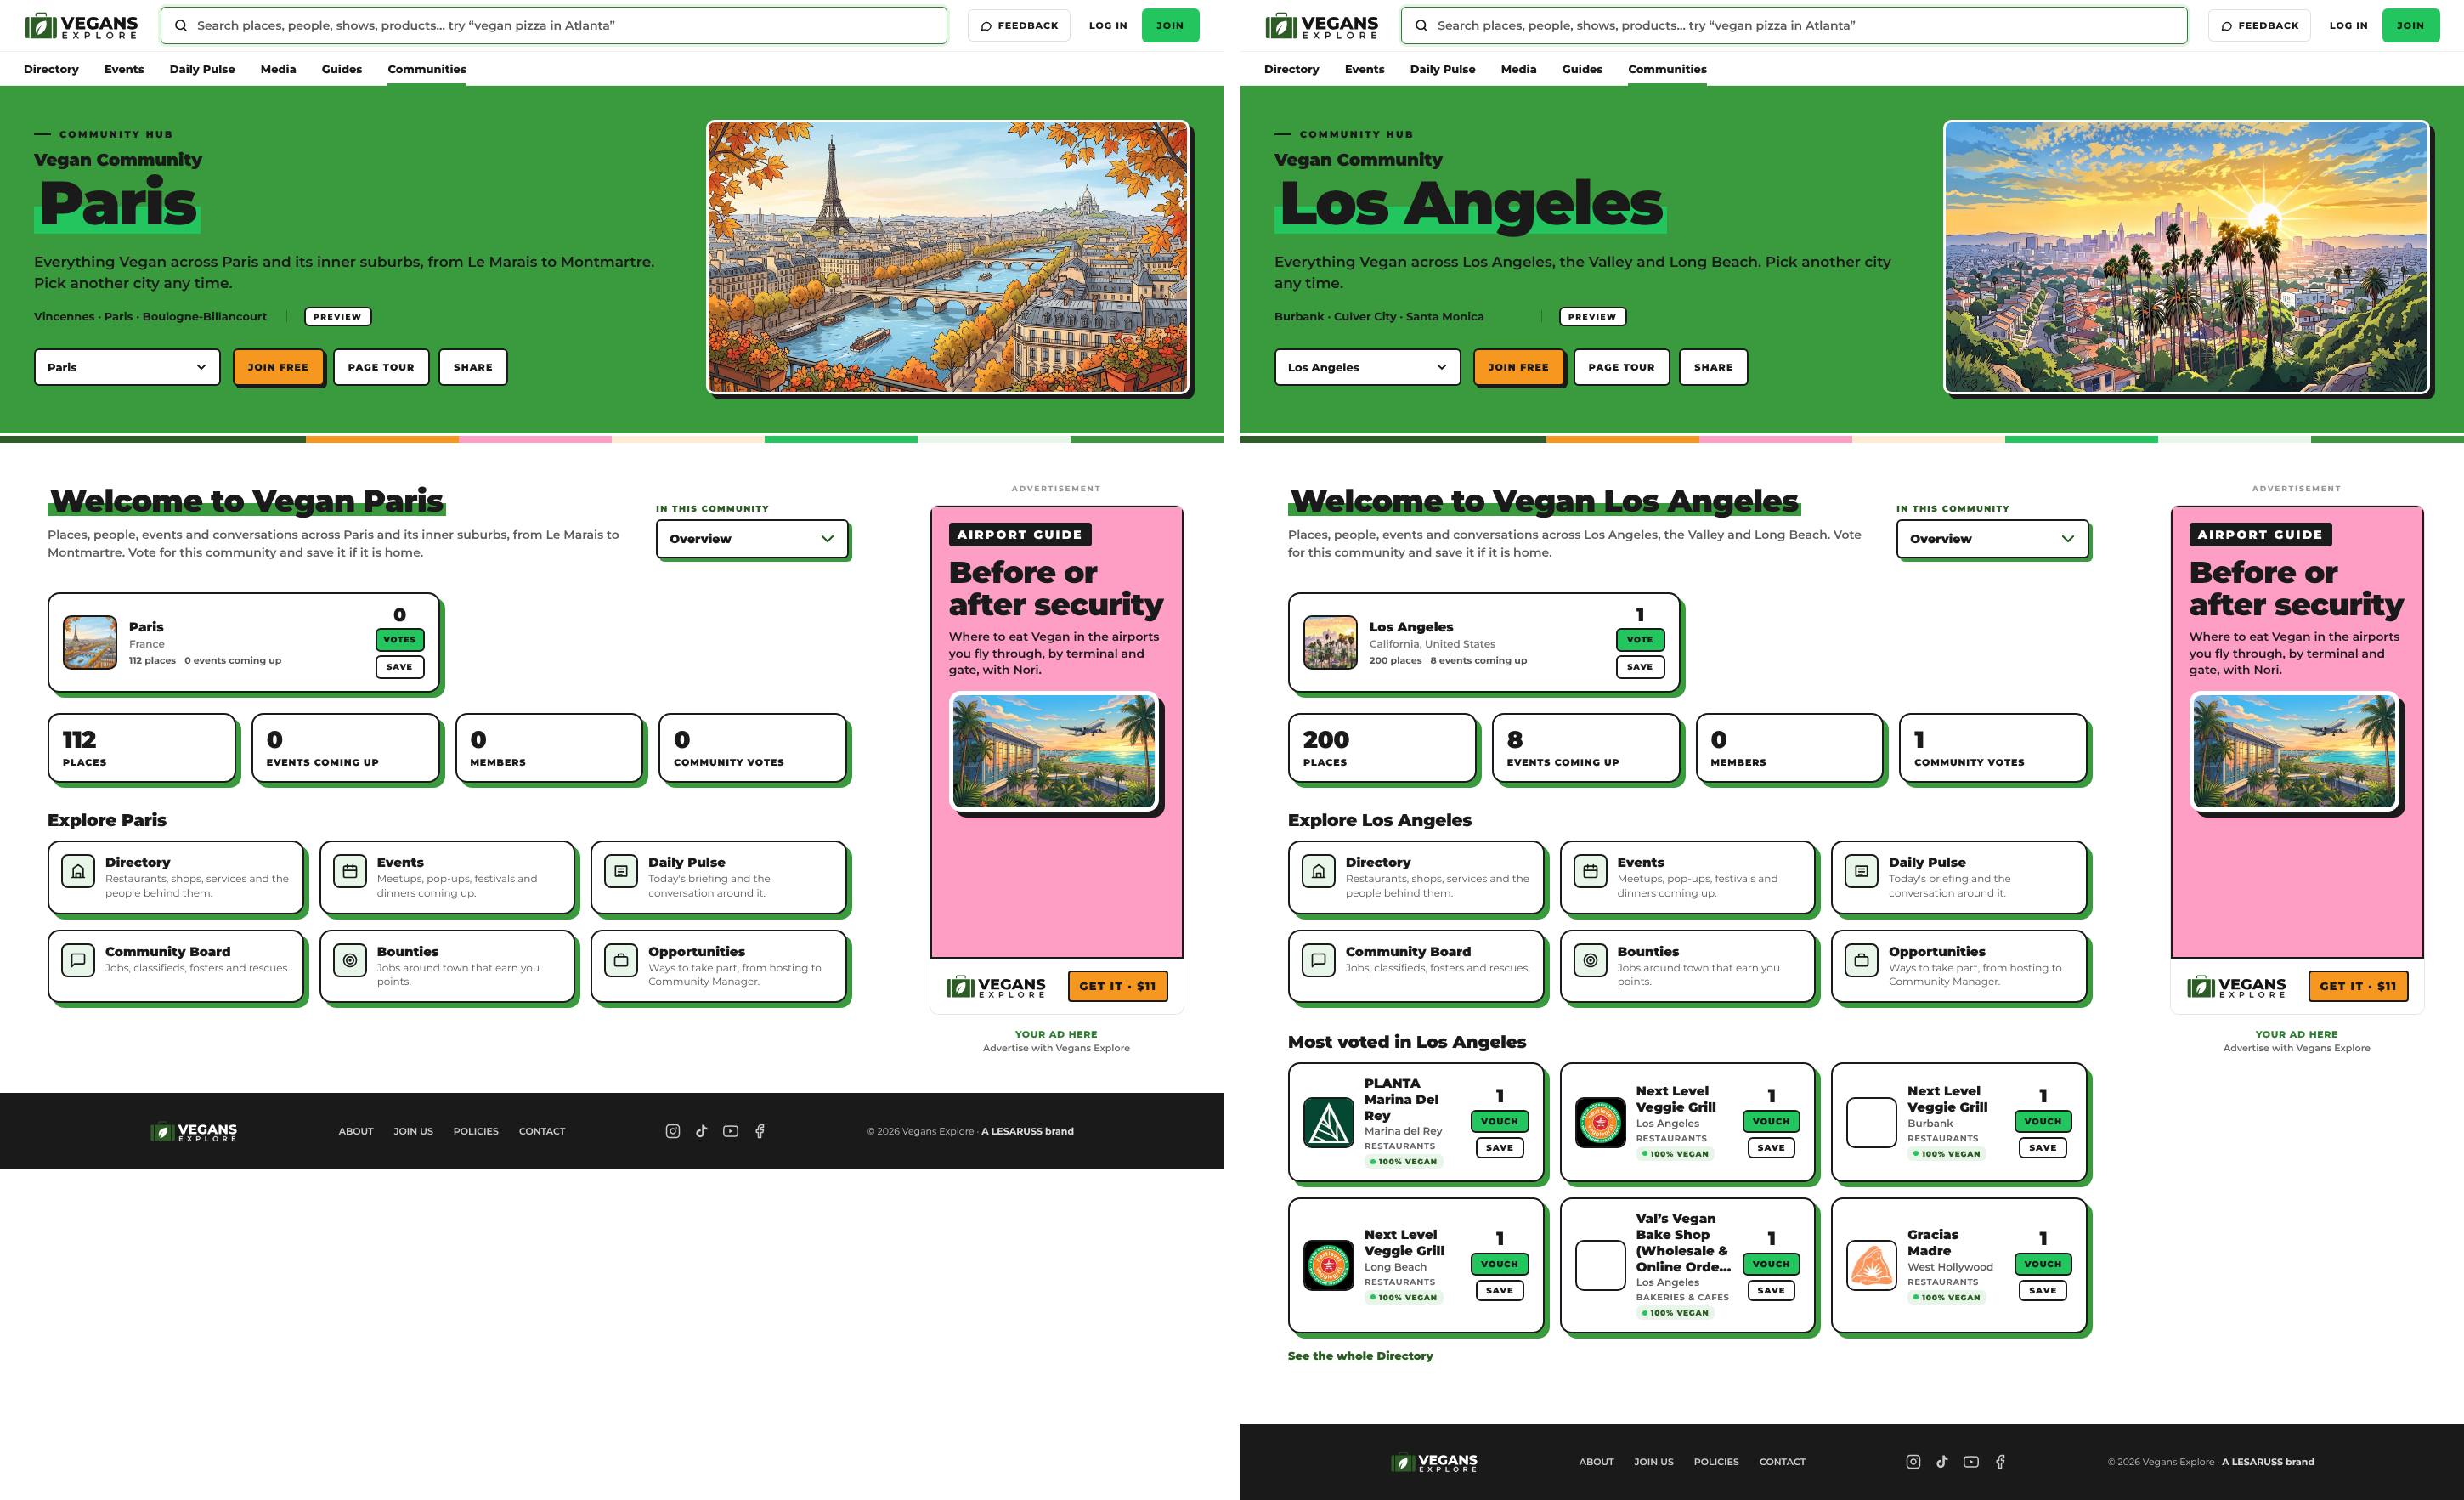 VEGANS
EXPLORE
Search places, people, shows, products... try “vegan pizza in Atlanta”
FEEDBACK
LOG IN
JOIN
Directory
Events
Daily Pulse
Media
Guides
Communities
COMMUNITY HUB
Vegan Community
Paris
Everything Vegan across Paris and its inner suburbs, from Le Marais to Montmartre.
Pick another city any time.
Vincennes · Paris · Boulogne-Billancourt
PREVIEW
Paris
JOIN FREE
PAGE TOUR
SHARE
Welcome to Vegan Paris
Places, people, events and conversations across Paris and its inner suburbs, from Le Marais to
Montmartre. Vote for this community and save it if it is home.
IN THIS COMMUNITY
Overview
Paris
France
112 places 0 events coming up
0
VOTES
SAVE
112
PLACES
0
EVENTS COMING UP
0
MEMBERS
0
COMMUNITY VOTES
Explore Paris
Directory
Restaurants, shops, services and the
people behind them.
Events
Meetups, pop-ups, festivals and
dinners coming up.
Daily Pulse
Today's briefing and the
conversation around it.
Community Board
Jobs, classifieds, fosters and rescues.
Bounties
Jobs around town that earn you
points.
Opportunities
Ways to take part, from hosting to
Community Manager.
ADVERTISEMENT
AIRPORT GUIDE
Before or
after security
Where to eat Vegan in the airports
you fly through, by terminal and
gate, with Nori.
VEGANS
EXPLORE
GET IT · $11
YOUR AD HERE
Advertise with Vegans Explore
VEGANS
EXPLORE
ABOUT
JOIN US
POLICIES
CONTACT
© 2026 Vegans Explore · A LESARUSS brand
VEGANS
EXPLORE
Search places, people, shows, products... try “vegan pizza in Atlanta”
FEEDBACK
LOG IN
JOIN
Directory
Events
Daily Pulse
Media
Guides
Communities
COMMUNITY HUB
Vegan Community
Los Angeles
Everything Vegan across Los Angeles, the Valley and Long Beach. Pick another city
any time.
Burbank · Culver City · Santa Monica
PREVIEW
Los Angeles
JOIN FREE
PAGE TOUR
SHARE
Welcome to Vegan Los Angeles
Places, people, events and conversations across Los Angeles, the Valley and Long Beach. Vote
for this community and save it if it is home.
IN THIS COMMUNITY
Overview
Los Angeles
California, United States
200 places 8 events coming up
1
VOTE
SAVE
200
PLACES
8
EVENTS COMING UP
0
MEMBERS
1
COMMUNITY VOTES
Explore Los Angeles
Directory
Restaurants, shops, services and the
people behind them.
Events
Meetups, pop-ups, festivals and
dinners coming up.
Daily Pulse
Today's briefing and the
conversation around it.
Community Board
Jobs, classifieds, fosters and rescues.
Bounties
Jobs around town that earn you
points.
Opportunities
Ways to take part, from hosting to
Community Manager.
Most voted in Los Angeles
PLANTA
Marina Del
Rey
Marina del Rey
RESTAURANTS
100% VEGAN
1
VOUCH
SAVE
Next Level
Veggie Grill
Los Angeles
RESTAURANTS
100% VEGAN
1
VOUCH
SAVE
Next Level
Veggie Grill
Burbank
RESTAURANTS
100% VEGAN
1
VOUCH
SAVE
Next Level
Veggie Grill
Long Beach
RESTAURANTS
100% VEGAN
1
VOUCH
SAVE
Val’s Vegan
Bake Shop
(Wholesale &
Online Orde...
Los Angeles
BAKERIES & CAFES
100% VEGAN
1
VOUCH
SAVE
Gracias
Madre
West Hollywood
RESTAURANTS
100% VEGAN
1
VOUCH
SAVE
See the whole Directory
ADVERTISEMENT
AIRPORT GUIDE
Before or
after security
Where to eat Vegan in the airports
you fly through, by terminal and
gate, with Nori.
VEGANS
EXPLORE
GET IT · $11
YOUR AD HERE
Advertise with Vegans Explore
VEGANS
EXPLORE
ABOUT
JOIN US
POLICIES
CONTACT
© 2026 Vegans Explore · A LESARUSS brand